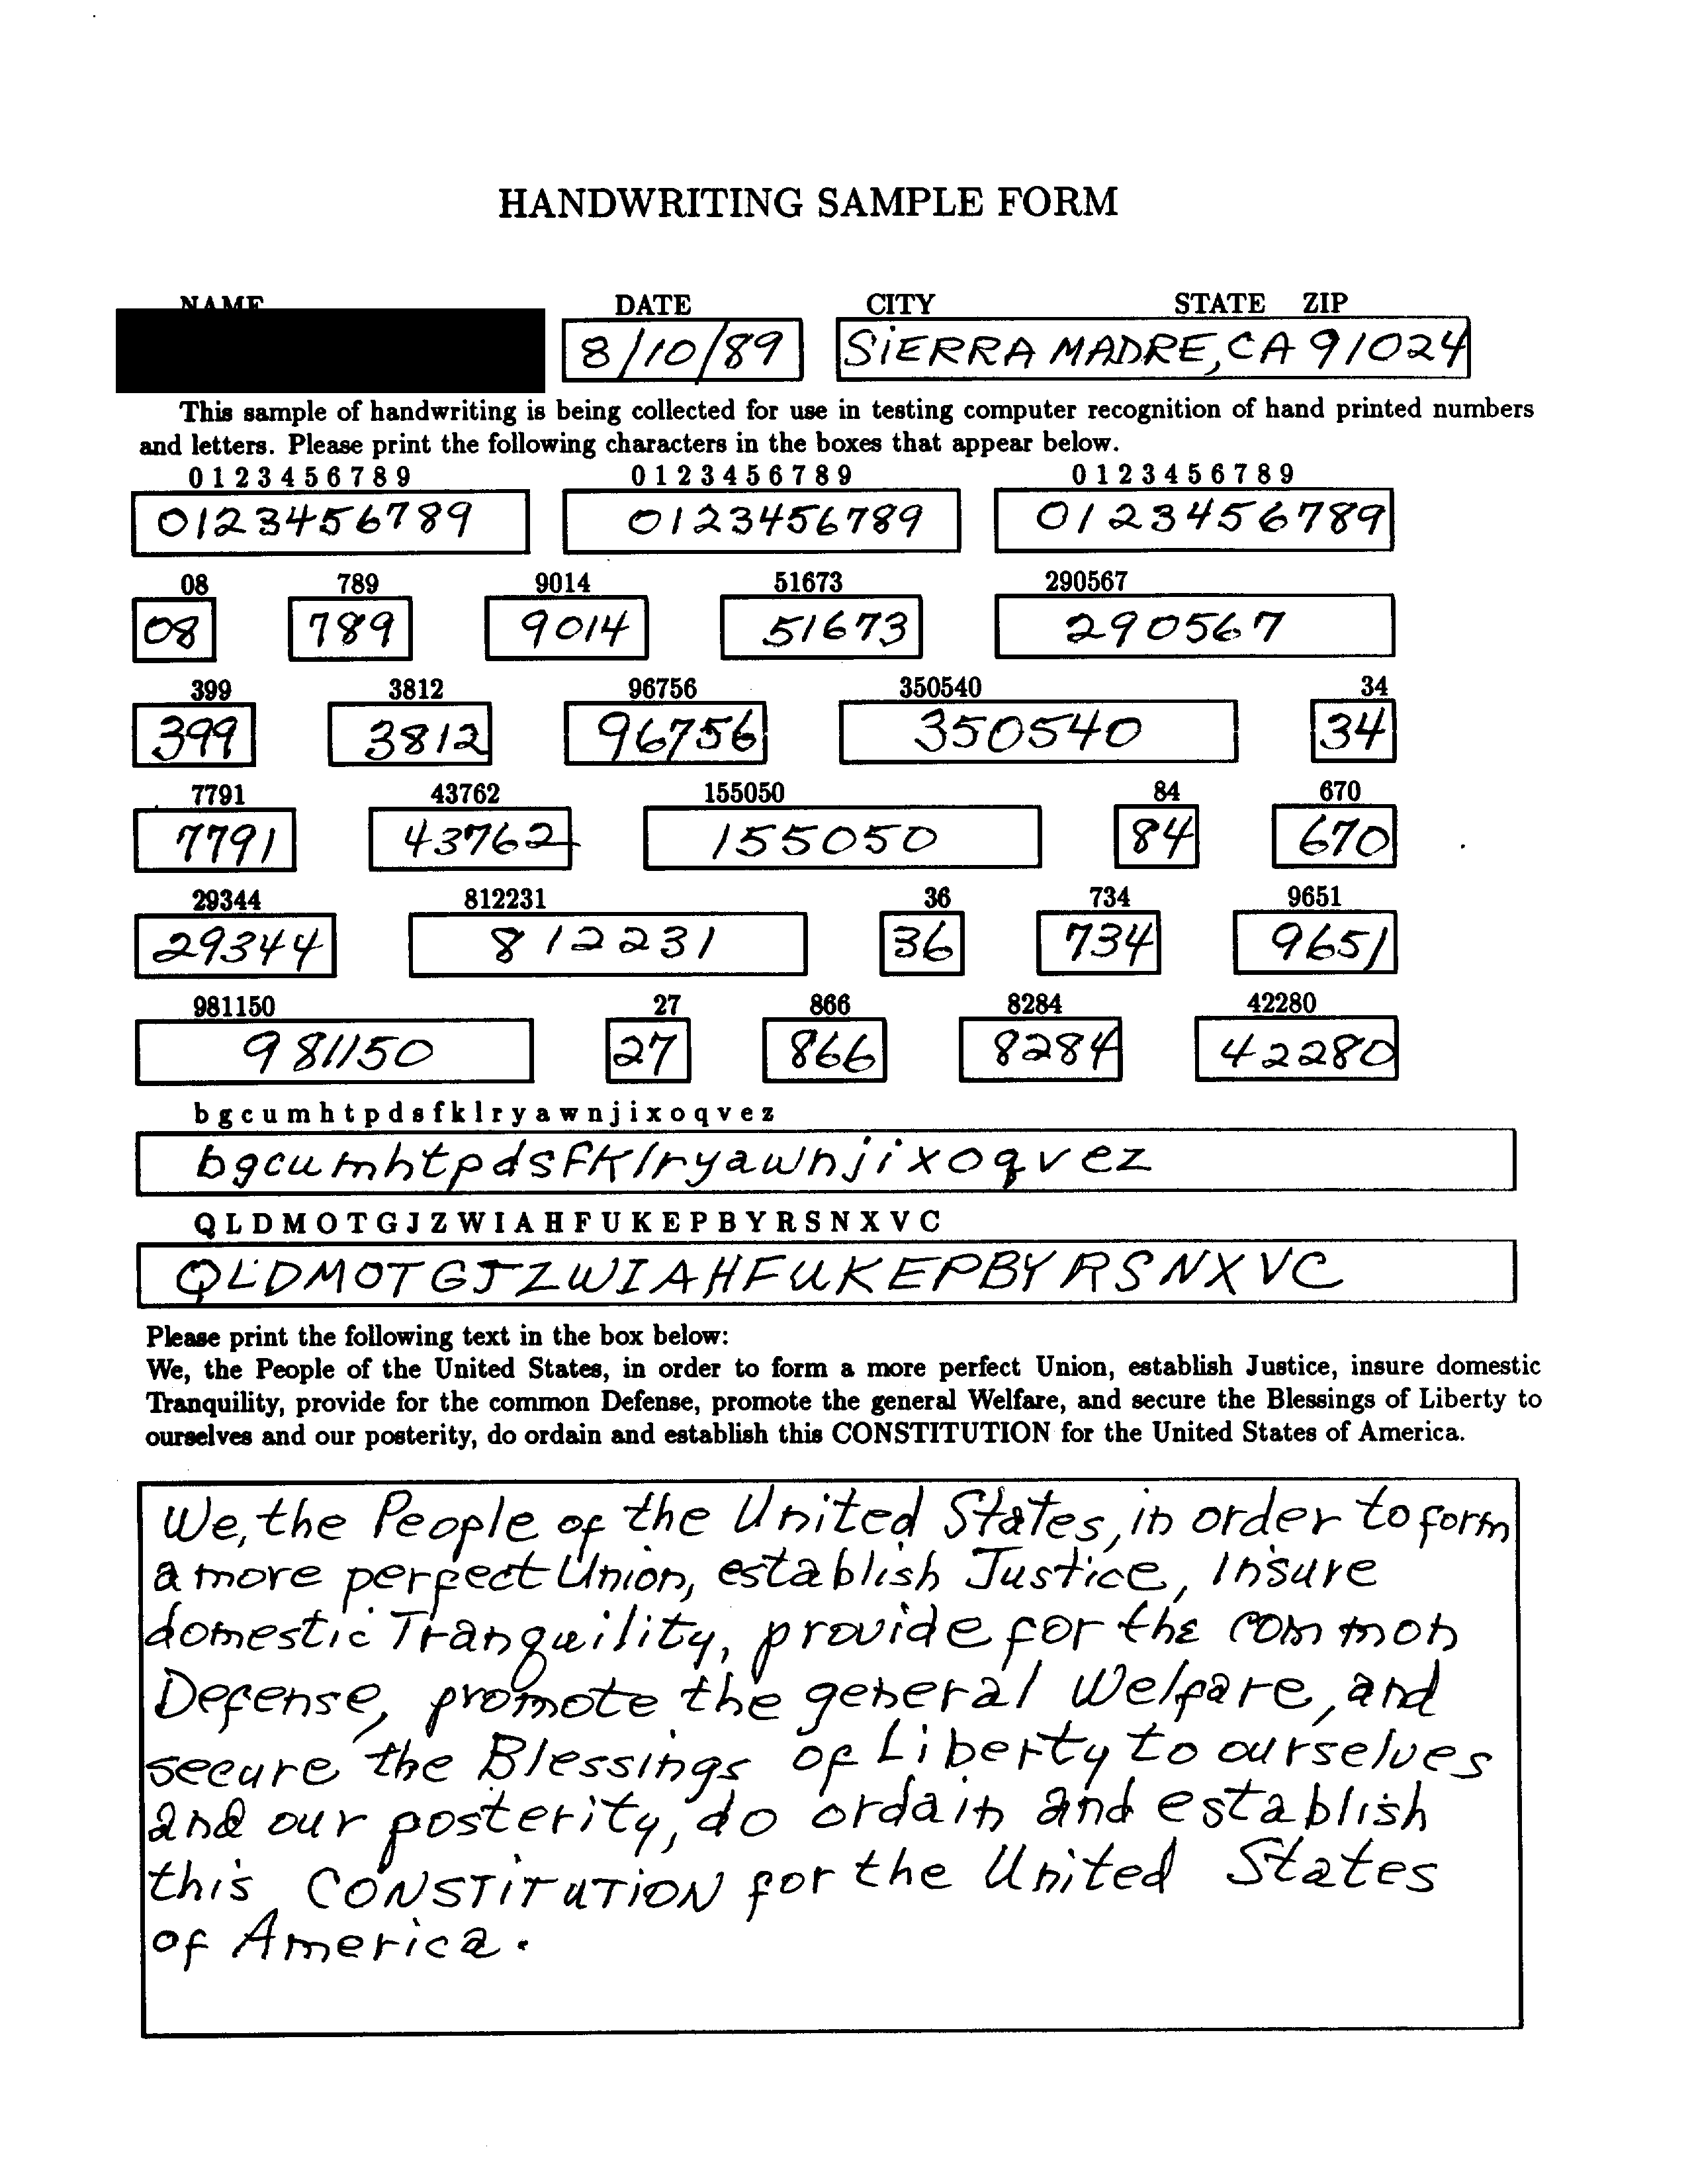 HANDWRITING SAMPLE FORM
NAME DATE CITY STATE ZIP
8/10/89 SiERRA MADRE, CA 91024
This sample of handwriting is being collected for use in testing computer recognition of hand printed numbers
and letters. Please print the following characters in the boxes that appear below.
0 1 2 3 4 5 6 7 8 9 0 1 2 3 4 5 6 7 8 9 0 1 2 3 4 5 6 7 8 9
0123456789 0123456789 0123456789
08 789 9014 51673 290567
08 789 9014 51673 290567
399 3812 96756 350540 34
399 3812 96756 350540 34
7791 43762 155050 84 670
7791 43762 155050 84 670
29344 812231 36 734 9651
29344 812231 36 734 9651
981150 27 866 8284 42280
981150 27 866 8284 42280
b g c u m h t p d s f k l r y a w n j i x o q v e z
bgcumhtpdsfklryawnjixoqvez
Q L D M O T G J Z W I A H F U K E P B Y R S N X V C
QLDMOTGJZWIAHFUKEPBYRSNXVC
Please print the following text in the box below:
We, the People of the United States, in order to form a more perfect Union, establish Justice, insure domestic
Tranquility, provide for the common Defense, promote the general Welfare, and secure the Blessings of Liberty to
ourselves and our posterity, do ordain and establish this CONSTITUTION for the United States of America.
We, the People of the United States, in order to form
a more perfect Union, establish Justice, insure
domestic Tranquility, provide for the common
Defense, promote the general Welfare, and
secure the Blessings of Liberty to ourselves
and our posterity, do ordain and establish
this CONSTITUTION for the United States
of America.